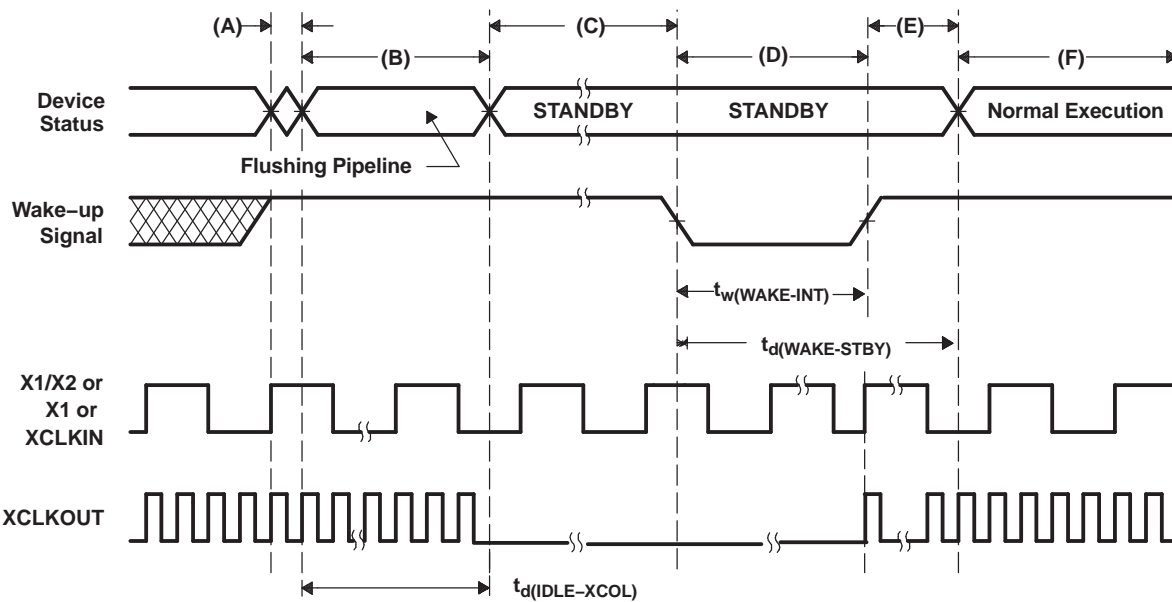 (A)
(C)
(E)
(B)
(D)
(F)
Device
Status
STANDBY
STANDBY
Normal Execution
Flushing Pipeline
Wake–up
Signal
tw(WAKE-INT)
td(WAKE-STBY)
X1/X2 or
X1 or
XCLKIN
XCLKOUT
td(IDLE–XCOL)